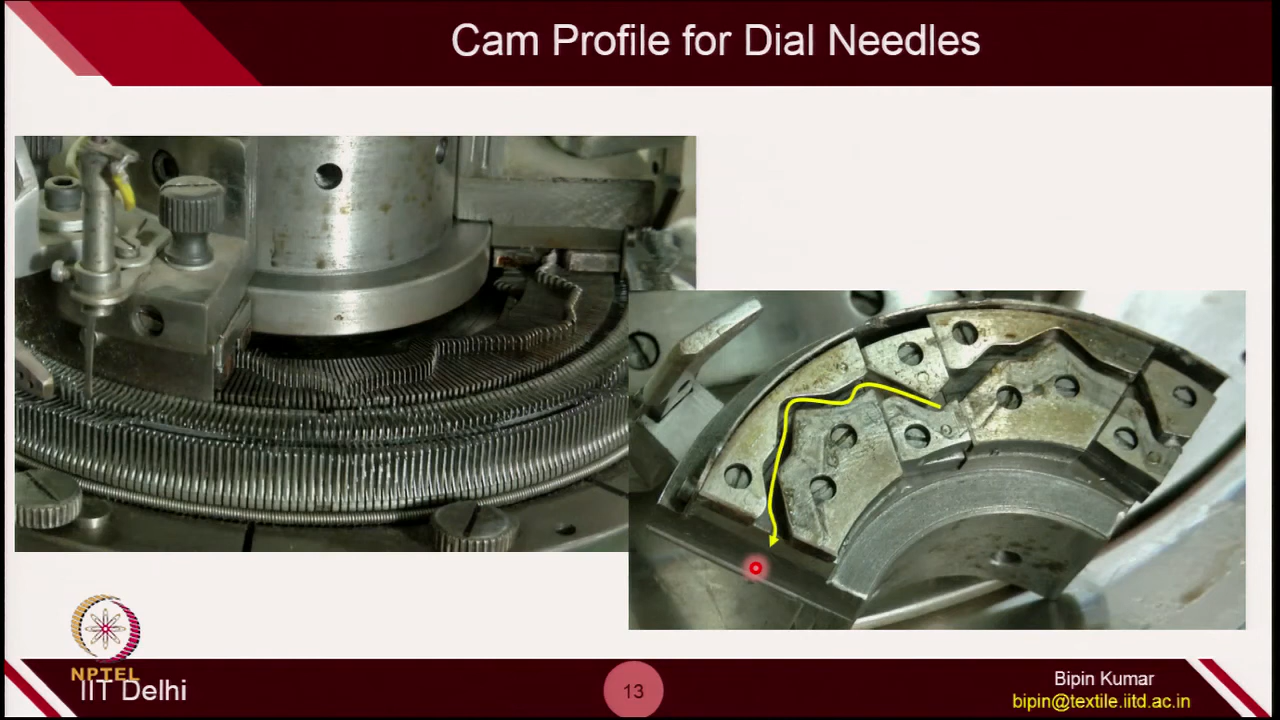 Cam Profile for Dial Needles
NPTEL
IIT Delhi
13
Bipin Kumar
bipin@textile.iitd.ac.in